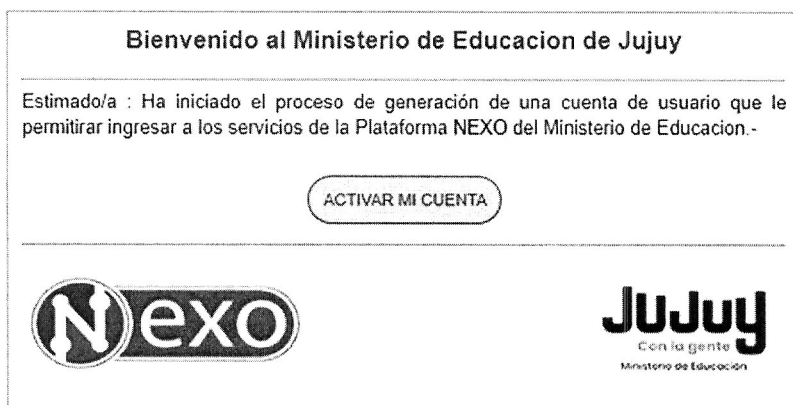 Bienvenido al Ministerio de Educacion de Jujuy
Estimado/a : Ha iniciado el proceso de generación de una cuenta de usuario que le
permitirar ingresar a los servicios de la Plataforma NEXO del Ministerio de Educacion.-
ACTIVAR MI CUENTA
Nexo
JUJUY
Con la gente
Ministerio de Educación